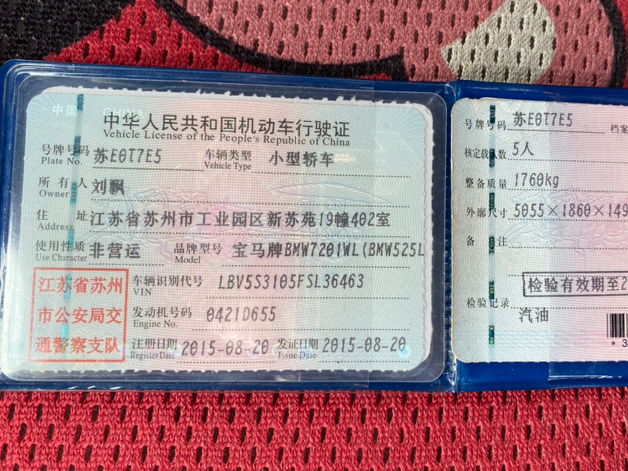 中华人民共和国机动车行驶证
Vehicle License of the People's Republic of China
号牌号码 苏E0T7E5 车辆类型 小型轿车
Plate No. Vehicle Type
所有人 刘飘
Owner
住址 江苏省苏州市工业园区新苏苑19幢402室
Address
使用性质 非营运 品牌型号 宝马牌BMW7201WL(BMW525L
Use Character Model
江苏省苏州
市公安局交
通警察支队
车辆识别代号 LBV5S3105FSL36463
VIN
发动机号码 0421D655
Engine No.
注册日期 2015-08-20 发证日期 2015-08-20
Register Date Issue Date
号牌号码 苏E0T7E5 档案
核定载人数 5人
整备质量 1760kg
外廓尺寸 5055×1860×149
备注
检验有效期至2
检验记录
汽油
*3